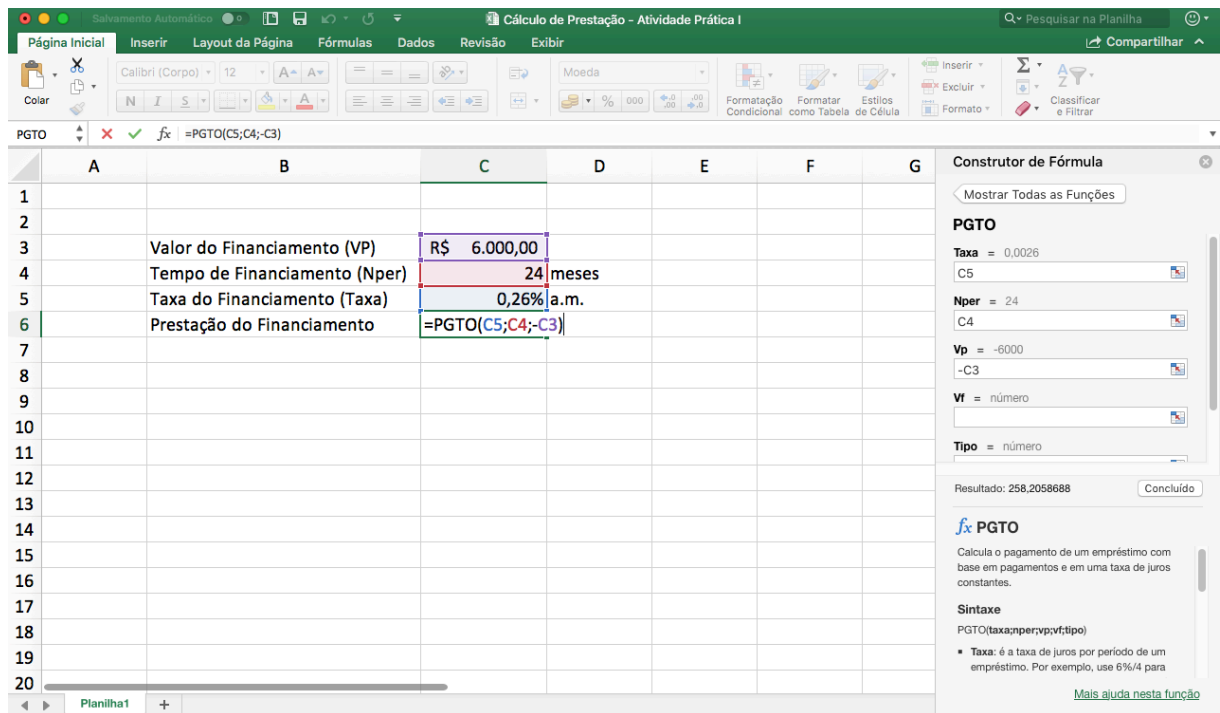 Salvamento Automático
Cálculo de Prestação - Atividade Prática I
Pesquisar na Planilha
Página Inicial Inserir Layout da Página Fórmulas Dados Revisão Exibir Compartilhar
Colar
Calibri (Corpo) 12 A A
N I S A
Moeda
% 000 ,0 ,00 ,00 ,0
Formatação Condicional
Formatar como Tabela
Estilos de Célula
Inserir
Excluir
Formato
Σ
A Z
Classificar e Filtrar
PGTO fx =PGTO(C5;C4;-C3)
A B C D E F G
1
2
3 Valor do Financiamento (VP) R$ 6.000,00
4 Tempo de Financiamento (Nper) 24 meses
5 Taxa do Financiamento (Taxa) 0,26% a.m.
6 Prestação do Financiamento =PGTO(C5;C4;-C3)
7
8
9
10
11
12
13
14
15
16
17
18
19
20
Planilha1 +
Construtor de Fórmula
Mostrar Todas as Funções
PGTO
Taxa = 0,0026
C5
Nper = 24
C4
Vp = -6000
-C3
Vf = número
Tipo = número
Resultado: 258,2058688 Concluído
fx PGTO
Calcula o pagamento de um empréstimo com
base em pagamentos e em uma taxa de juros
constantes.
Sintaxe
PGTO(taxa;nper;vp;vf;tipo)
▪ Taxa: é a taxa de juros por período de um
empréstimo. Por exemplo, use 6%/4 para
Mais ajuda nesta função